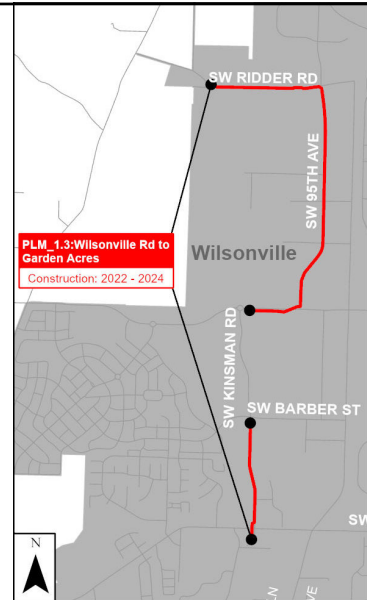 SW RIDDER RD
SW 95TH AVE
PLM_1.3:Wilsonville Rd to
Garden Acres
Construction: 2022 - 2024
Wilsonville
SW KINSMAN RD
SW BARBER ST
SW
N
VE